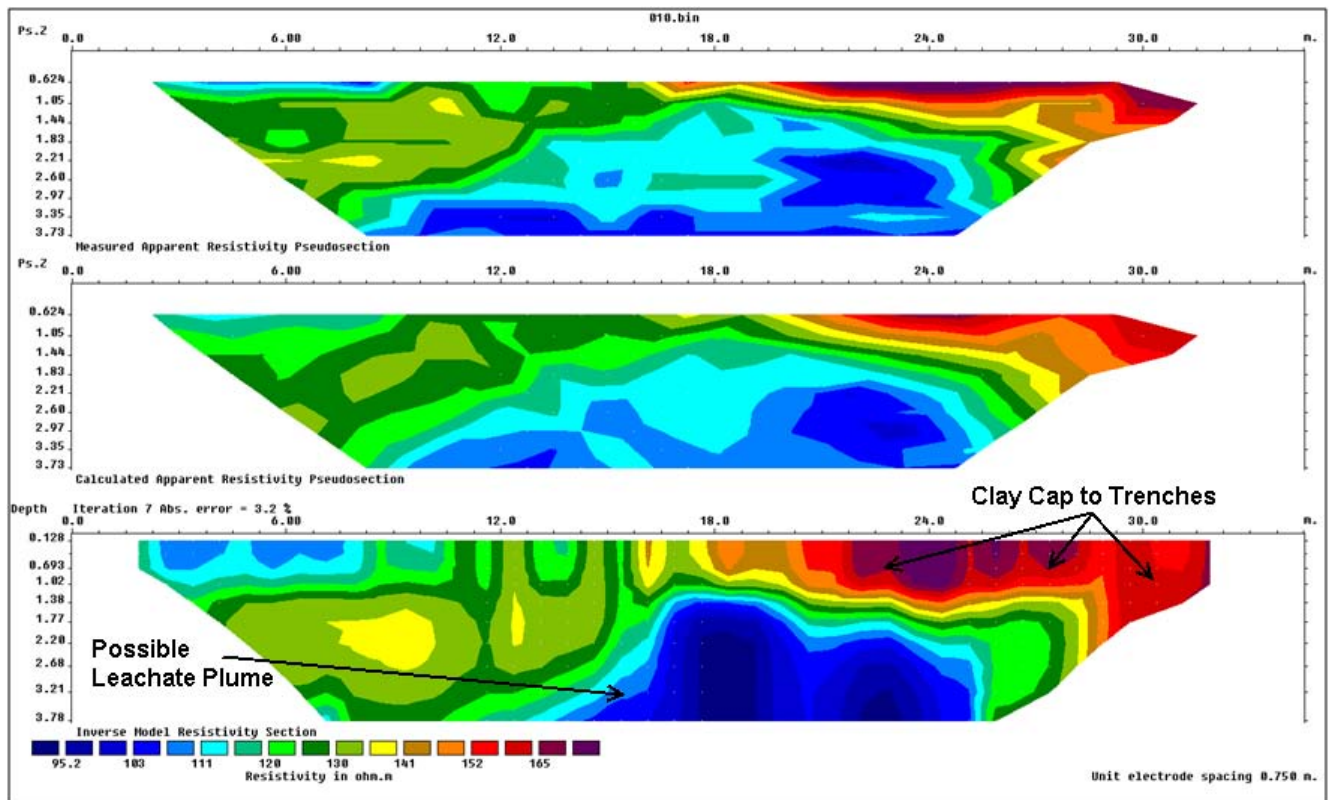 010.bin
Ps.Z 0.0 6.00 12.0 18.0 24.0 30.0 m.
0.624
1.05
1.44
1.83
2.21
2.60
2.97
3.35
3.73
Measured Apparent Resistivity Pseudosection
Ps.Z 0.0 6.00 12.0 18.0 24.0 30.0 m.
0.624
1.05
1.44
1.83
2.21
2.60
2.97
3.35
3.73
Calculated Apparent Resistivity Pseudosection
Clay Cap to Trenches
Depth Iteration 7 Abs. error = 3.2 %
0.0 6.00 12.0 18.0 24.0 30.0 m.
0.128
0.693
1.02
1.38
1.77
2.20
2.68
3.21
3.78
Possible
Leachate Plume
Inverse Model Resistivity Section
95.2 103 111 120 130 141 152 165
Resistivity in ohm.m
Unit electrode spacing 0.750 m.